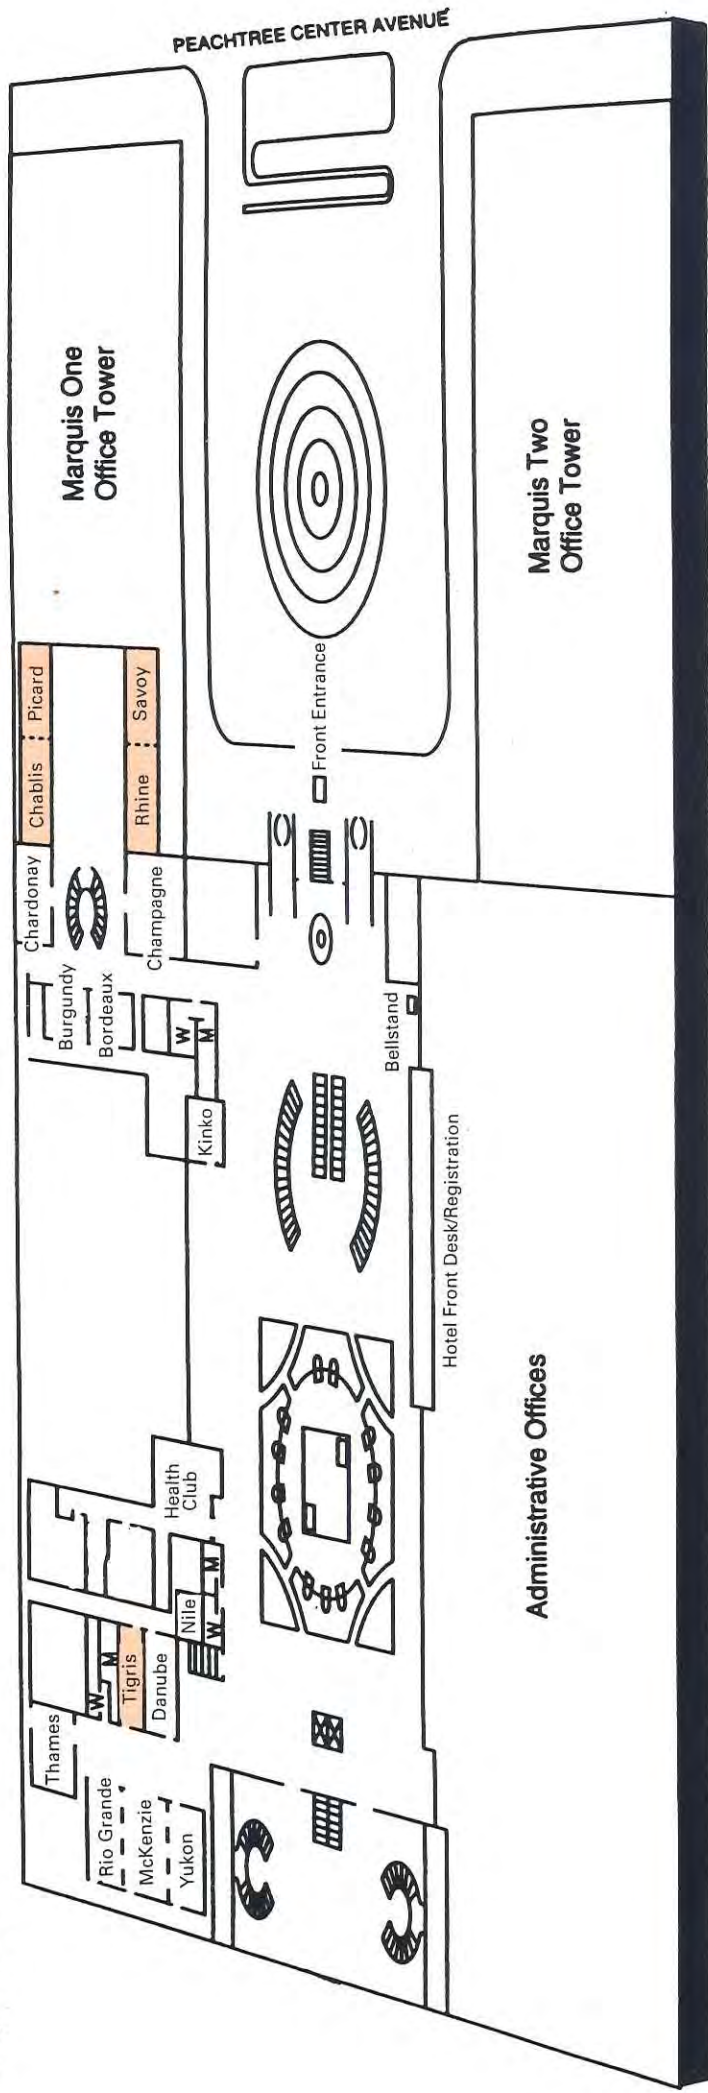 PEACHTREE CENTER AVENUE
Marquis One
Office Tower
Marquis Two
Office Tower
Front Entrance
Chablis
Picard
Rhine
Savoy
Chardonay
Champagne
Burgundy
Bordeaux
W
M
Kinko
Bellstand
Hotel Front Desk/Registration
Administrative Offices
Health
Club
Nile
W
M
Thames
W
M
Tigris
Danube
Rio Grande
McKenzie
Yukon